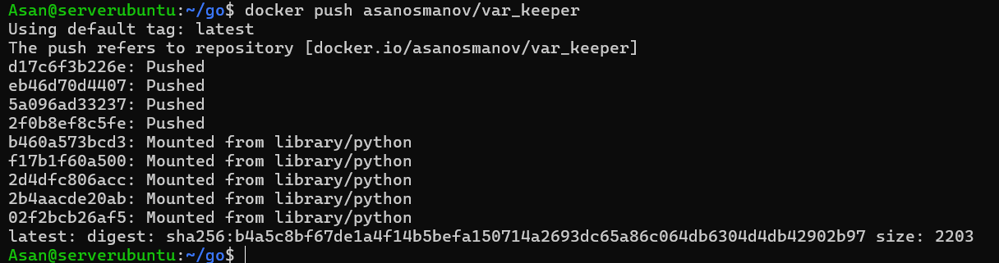 Asan@serverubuntu:~/go$ docker push asanosmanov/var_keeper
Using default tag: latest
The push refers to repository [docker.io/asanosmanov/var_keeper]
d17c6f3b226e: Pushed
eb46d70d4407: Pushed
5a096ad33237: Pushed
2f0b8ef8c5fe: Pushed
b460a573bcd3: Mounted from library/python
f17b1f60a500: Mounted from library/python
2d4dfc806acc: Mounted from library/python
2b4aacde20ab: Mounted from library/python
02f2bcb26af5: Mounted from library/python
latest: digest: sha256:b4a5c8bf67de1a4f14b5befa150714a2693dc65a86c064db6304d4db42902b97 size: 2203
Asan@serverubuntu:~/go$